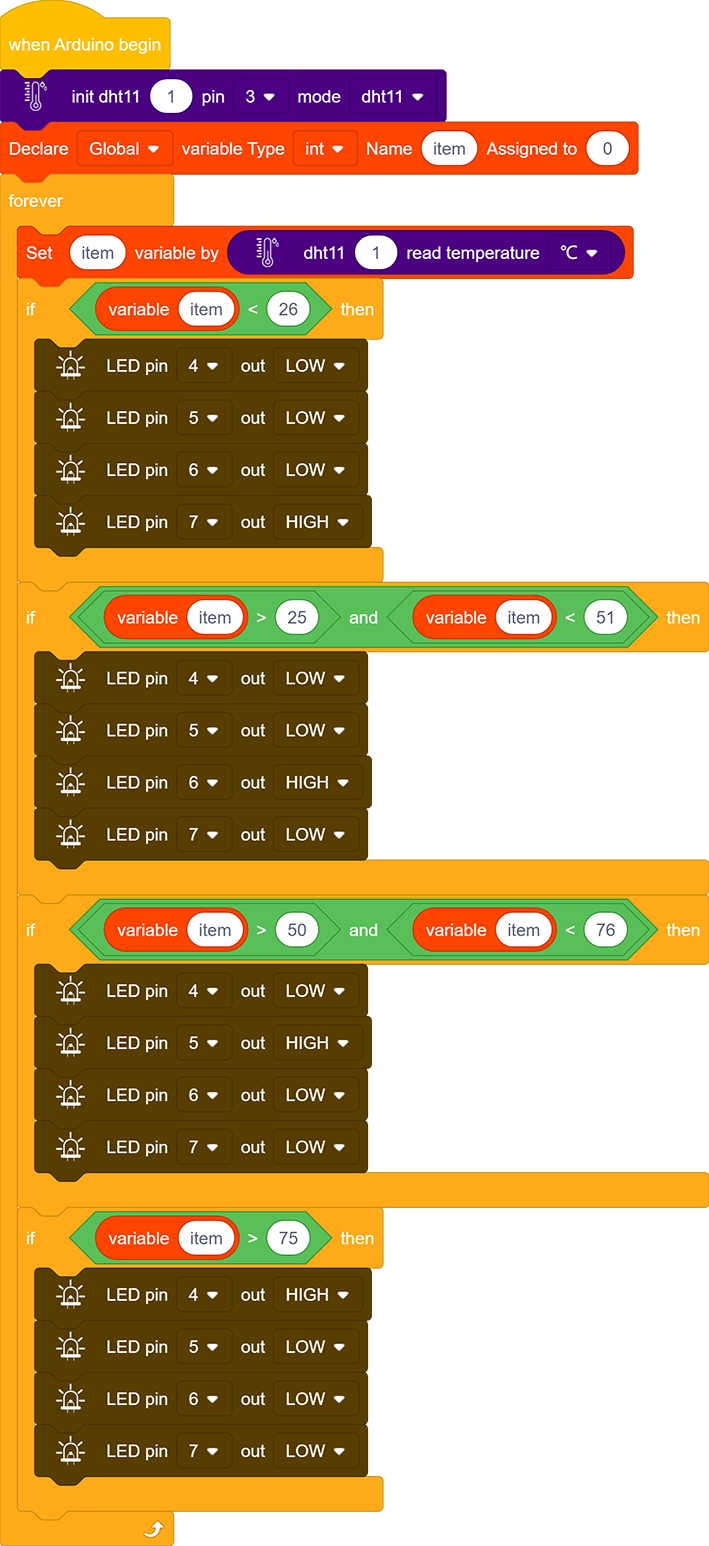 when Arduino begin
init dht11 1 pin 3 mode dht11
Declare Global variable Type int Name item Assigned to 0
forever
Set item variable by dht11 1 read temperature ℃
if variable item < 26 then
LED pin 4 out LOW
LED pin 5 out LOW
LED pin 6 out LOW
LED pin 7 out HIGH
if variable item > 25 and variable item < 51 then
LED pin 4 out LOW
LED pin 5 out LOW
LED pin 6 out HIGH
LED pin 7 out LOW
if variable item > 50 and variable item < 76 then
LED pin 4 out LOW
LED pin 5 out HIGH
LED pin 6 out LOW
LED pin 7 out LOW
if variable item > 75 then
LED pin 4 out HIGH
LED pin 5 out LOW
LED pin 6 out LOW
LED pin 7 out LOW